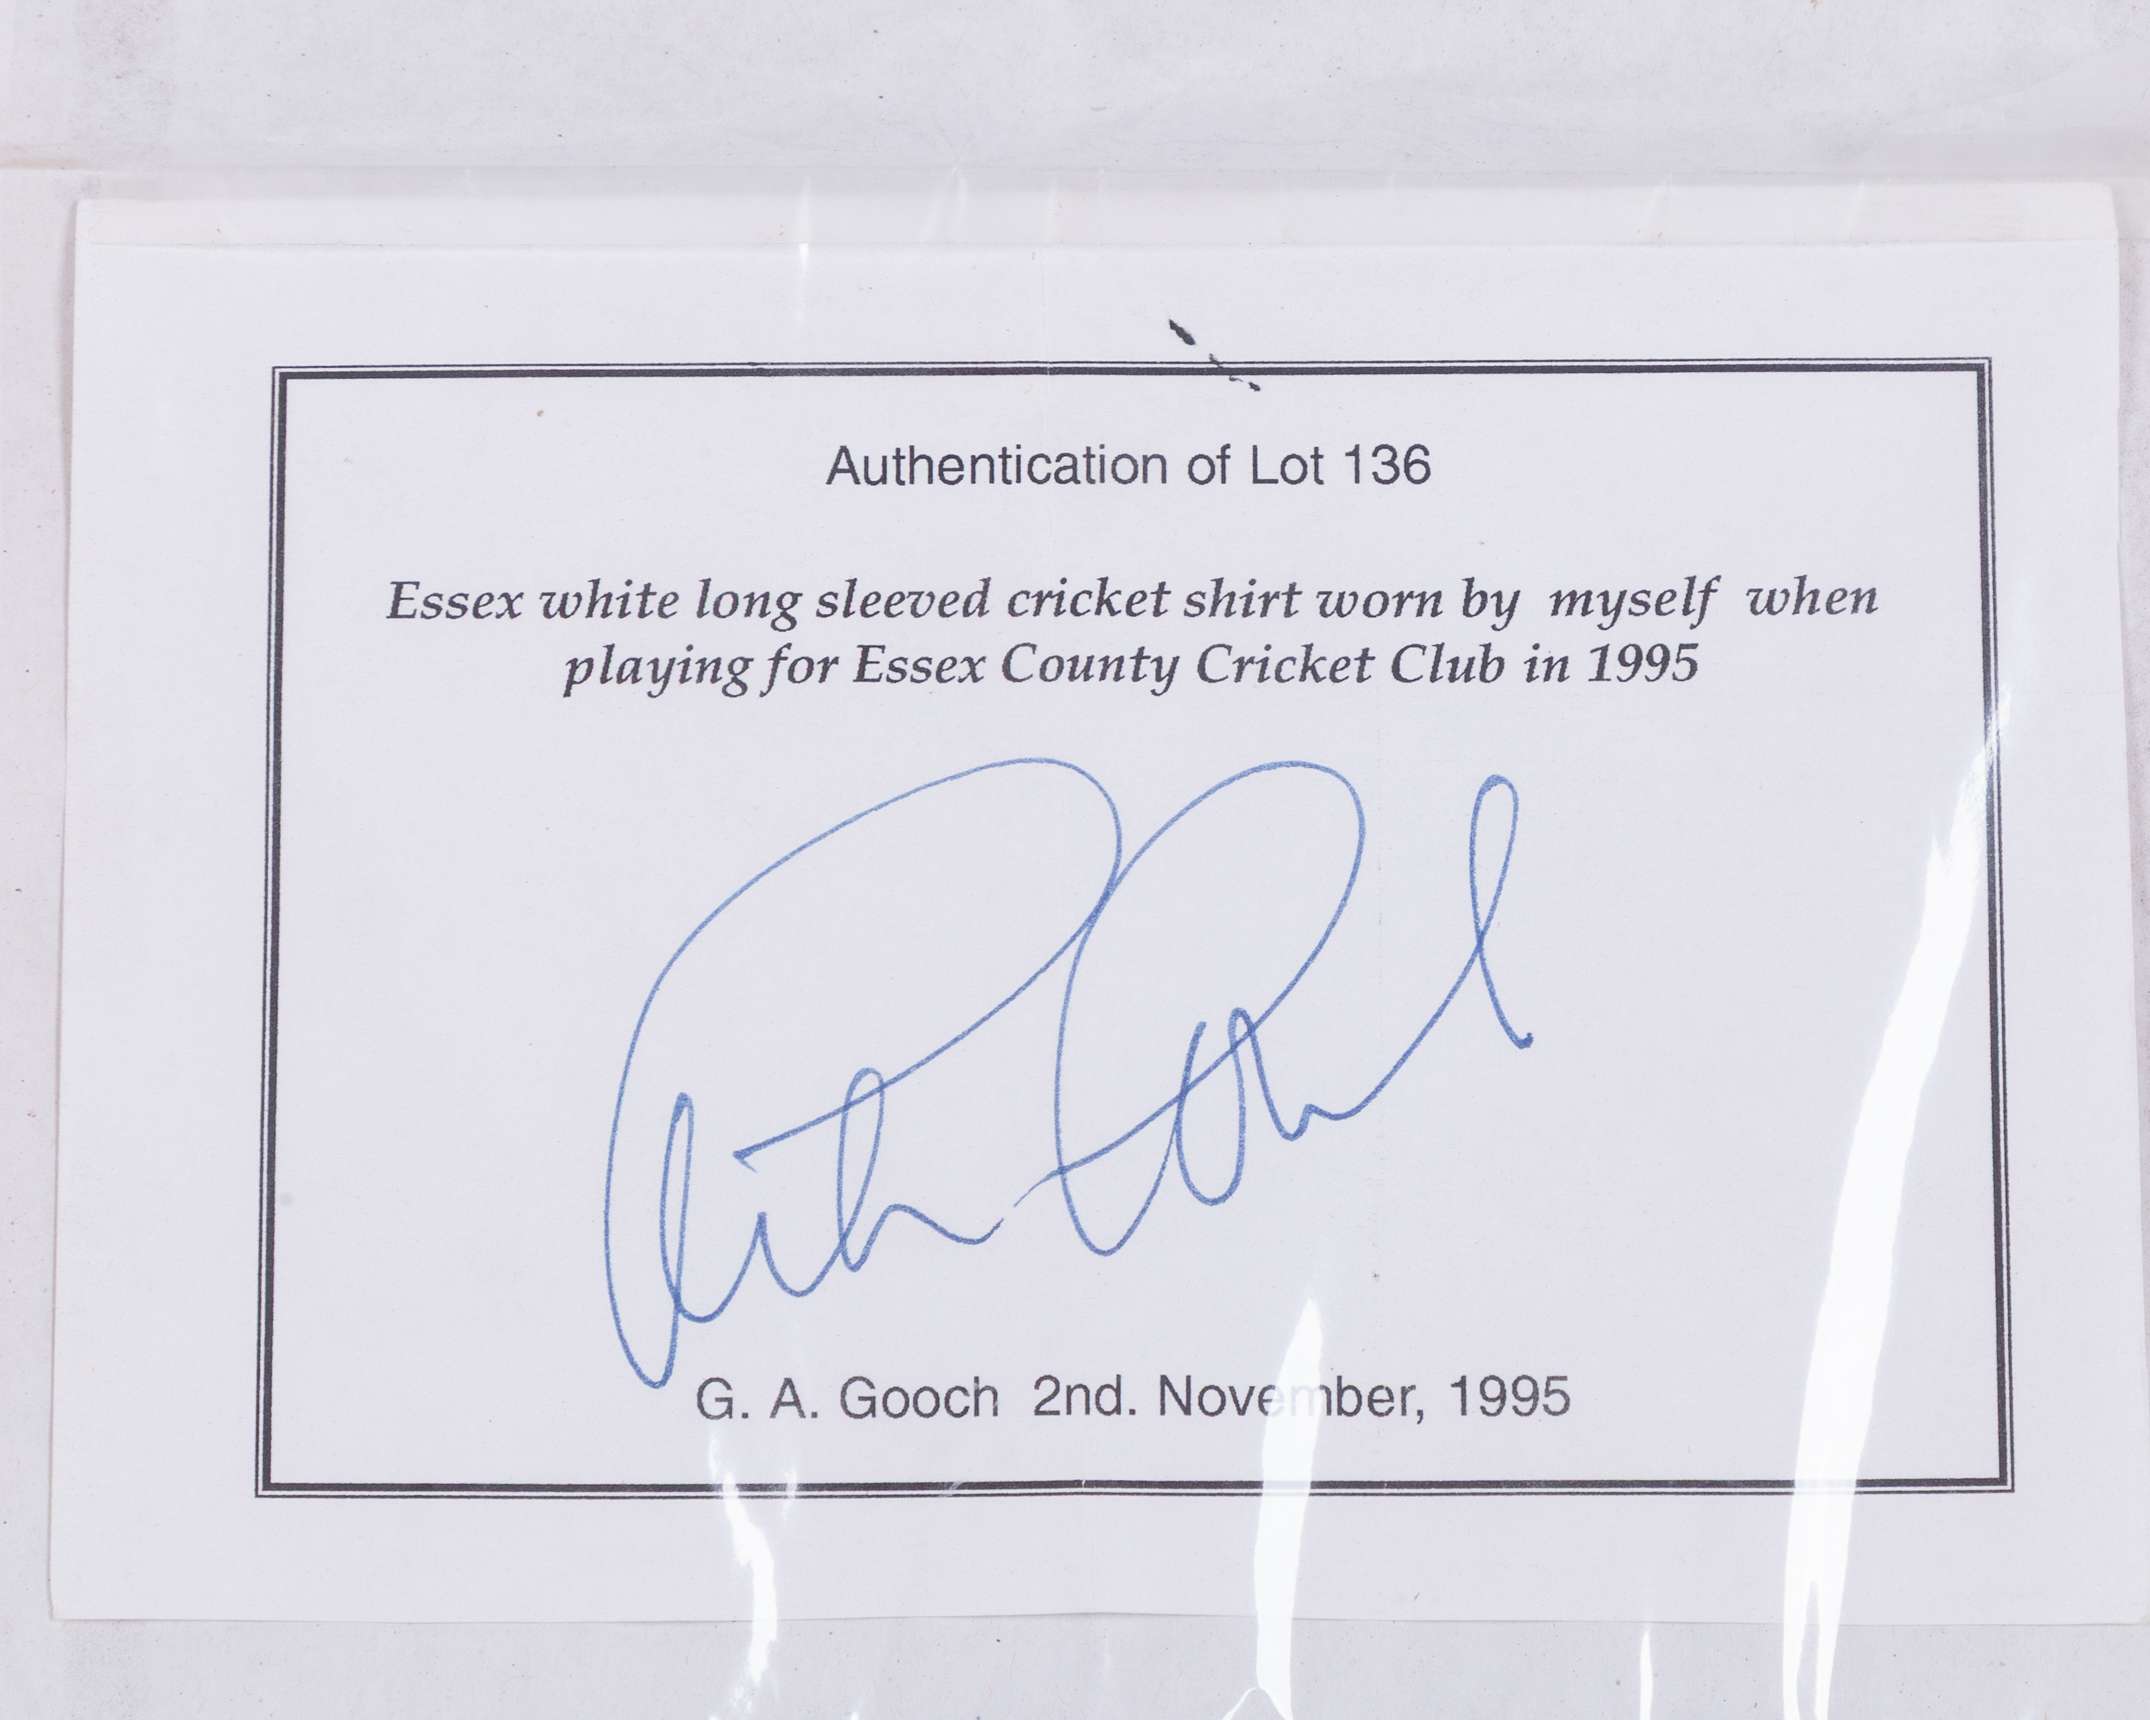 Authentication of Lot 136
Essex white long sleeved cricket shirt worn by myself when
playing for Essex County Cricket Club in 1995
G. A. Gooch 2nd. November, 1995